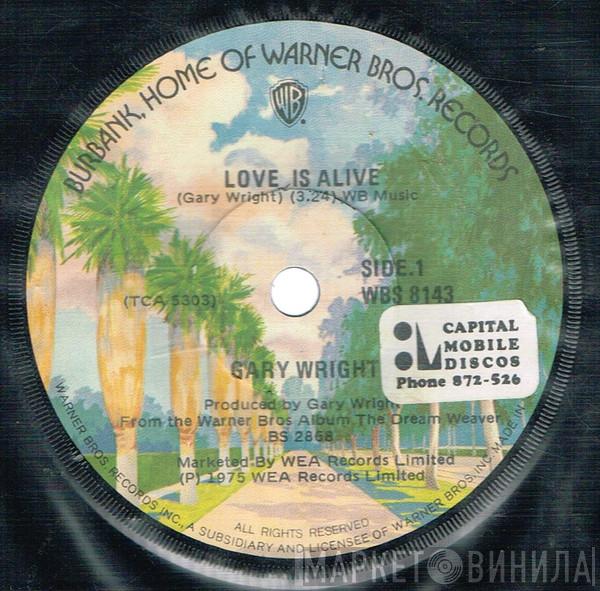 BURBANK, HOME OF WARNER BROS. RECORDS
WB
LOVE IS ALIVE
(Gary Wright) (3.24) WB Music
SIDE.1
(TCA 5303)
WBS 8143
CAPITAL
MOBILE
DISCOS
Phone 872-526
GARY WRIGHT
Produced by Gary Wright
From the Warner Bros Album The Dream Weaver
BS 2868
Marketed By WEA Records Limited
(P) 1975 WEA Records Limited
ALL RIGHTS RESERVED
WARNER BROS. RECORDS INC., A SUBSIDIARY AND LICENSEE OF WARNER BROS. INC. MADE IN
МАРКЕТ ВИНИЛА